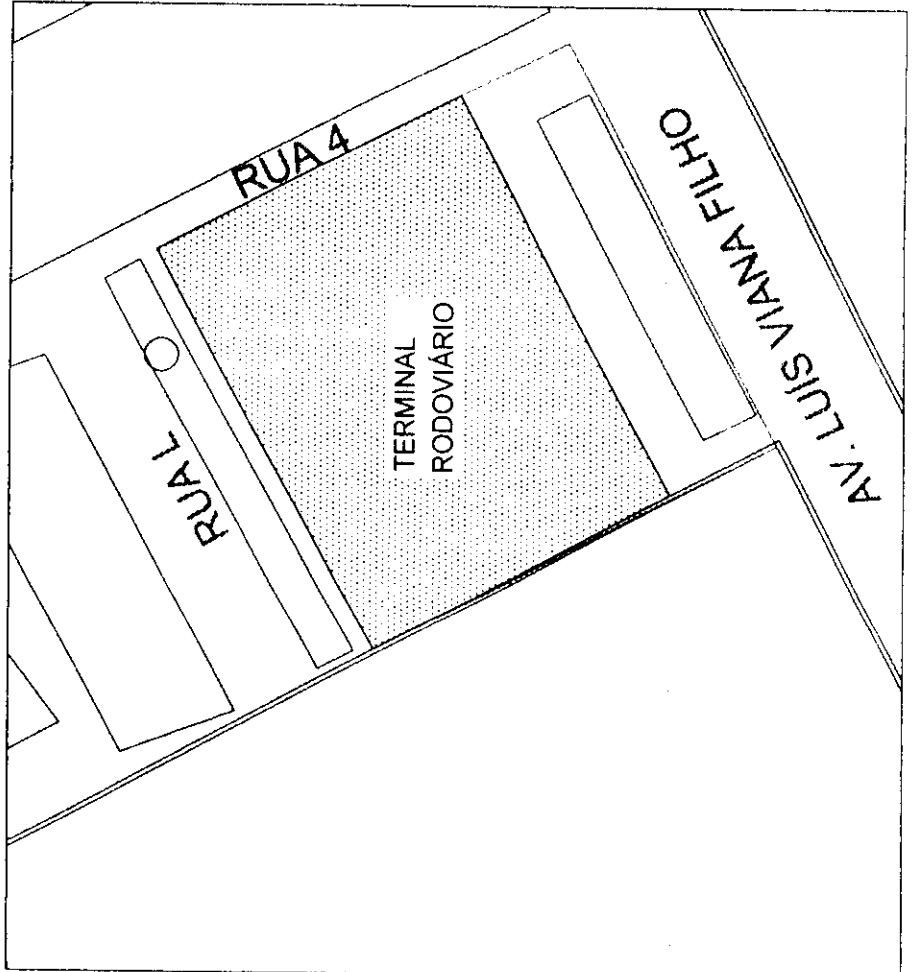 RUA 4
RUA L
TERMINAL
RODOVIÁRIO
AV. LUÍS VIANA FILHO